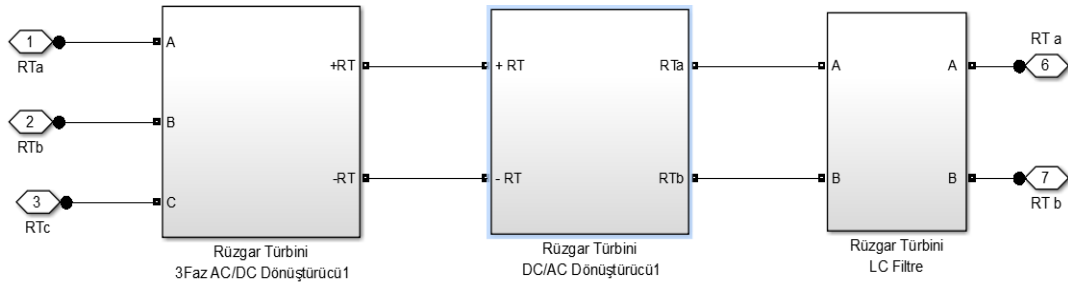 1
RTa
2
RTb
3
RTc
A
B
C
+RT
-RT
Rüzgar Türbini
3Faz AC/DC Dönüştürücü1
+ RT
- RT
RTa
RTb
Rüzgar Türbini
DC/AC Dönüştürücü1
A
B
A
B
Rüzgar Türbini
LC Filtre
RT a
6
7
RT b